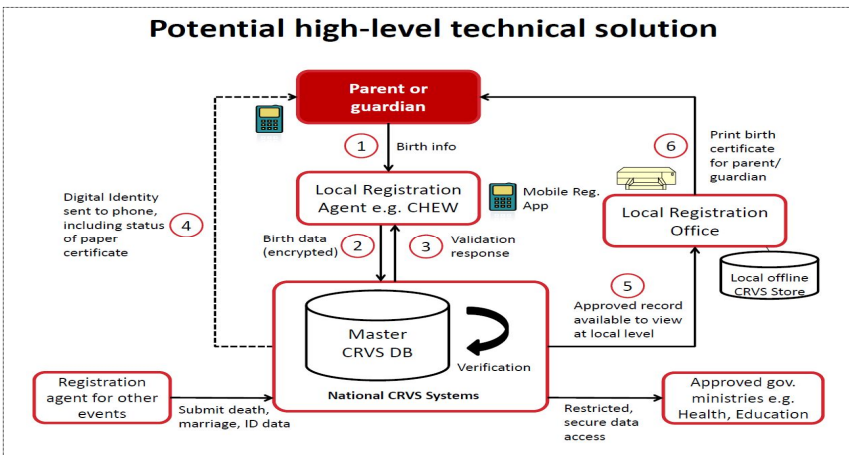 Potential high-level technical solution
Parent or
guardian
1
Birth info
6
Print birth
certificate
for parent/
guardian
Local Registration
Agent e.g. CHEW
Mobile Reg.
App
Local Registration
Office
Digital Identity
sent to phone,
including status
of paper
certificate
4
Birth data
(encrypted)
2
3
Validation
response
Local offline
CRVS Store
5
Approved record
available to view
at local level
Master
CRVS DB
Verification
National CRVS Systems
Registration
agent for other
events
Submit death,
marriage, ID data
Restricted,
secure data
access
Approved gov.
ministries e.g.
Health, Education